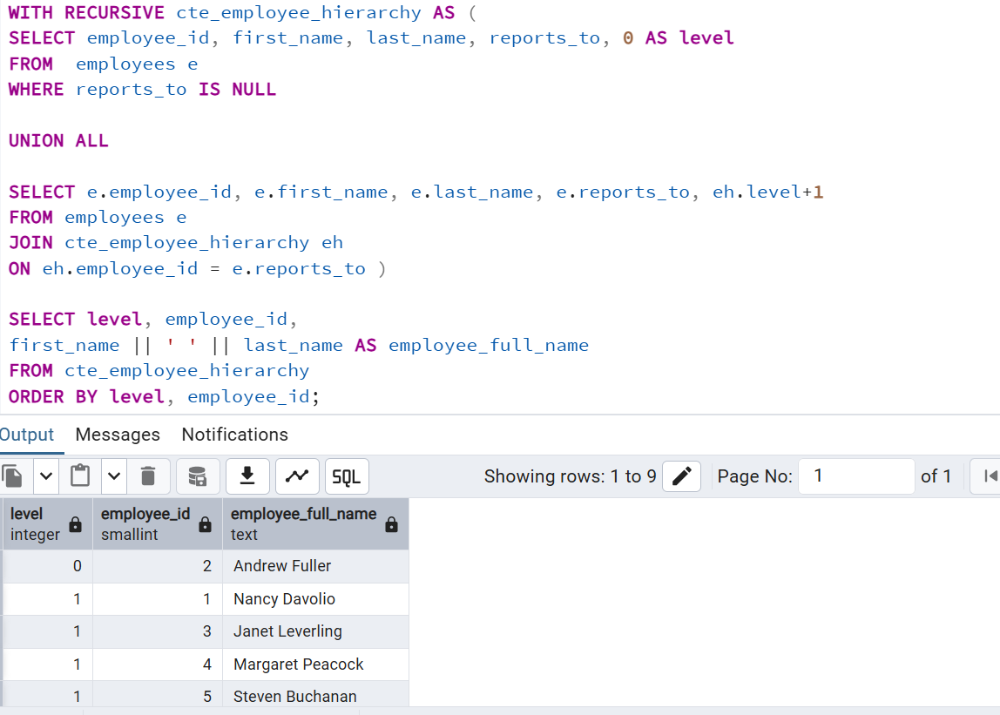 WITH RECURSIVE cte_employee_hierarchy AS (
SELECT employee_id, first_name, last_name, reports_to, 0 AS level
FROM  employees e
WHERE reports_to IS NULL
UNION ALL
SELECT e.employee_id, e.first_name, e.last_name, e.reports_to, eh.level+1
FROM employees e
JOIN cte_employee_hierarchy eh
ON eh.employee_id = e.reports_to )
SELECT level, employee_id,
first_name || ' ' || last_name AS employee_full_name
FROM cte_employee_hierarchy
ORDER BY level, employee_id;
Output Messages Notifications
SQL Showing rows: 1 to 9 Page No: 1 of 1
level employee_id employee_full_name
integer smallint text
0 2 Andrew Fuller
1 1 Nancy Davolio
1 3 Janet Leverling
1 4 Margaret Peacock
1 5 Steven Buchanan